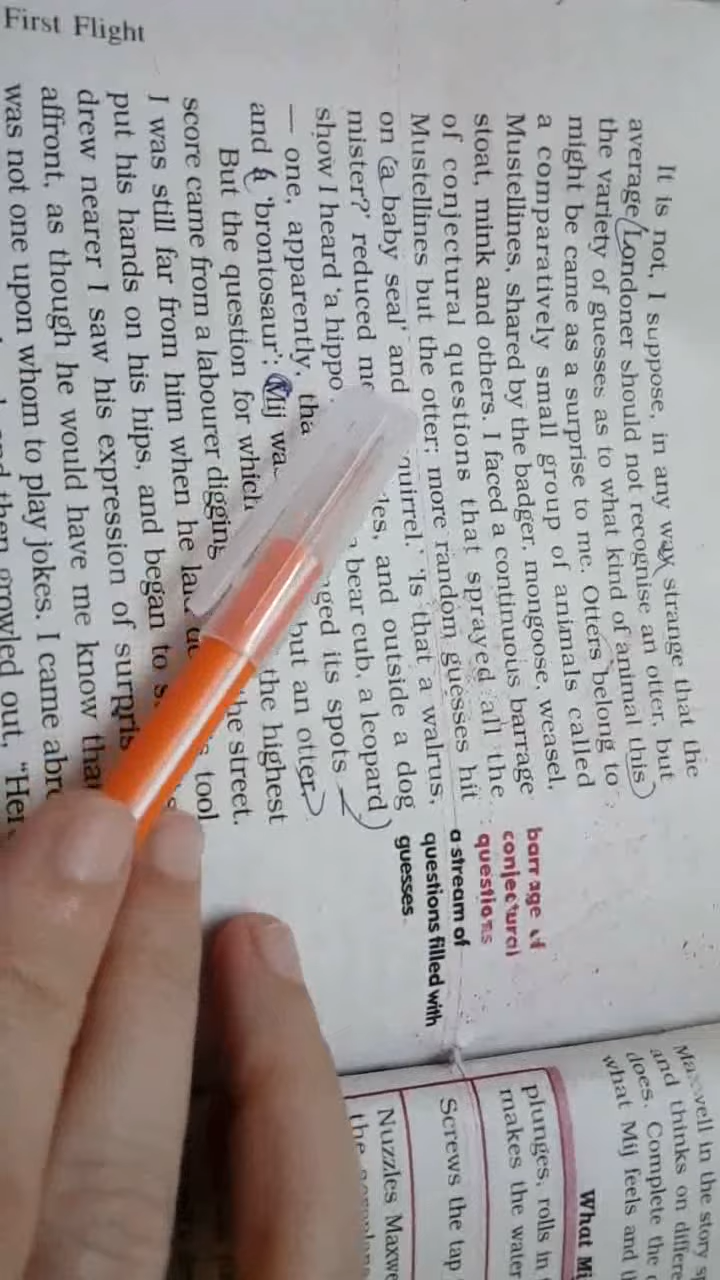 First Flight
It is not, I suppose, in any way strange that the
average Londoner should not recognise an otter, but
the variety of guesses as to what kind of animal this
might be came as a surprise to me. Otters belong to
a comparatively small group of animals called
Mustellines, shared by the badger, mongoose, weasel,
stoat, mink and others. I faced a continuous barrage
of conjectural questions that sprayed all the
Mustellines but the otter; more random guesses hit
on ‘a baby seal’ and quirrel.’ ‘Is that a walrus,
mister?’ reduced me les, and outside a dog
show I heard ‘a hippo bear cub, a leopard
— one, apparently, tha ged its spots
and a ‘brontosaur’; Mij wa but an otter.
But the question for which the highest
score came from a labourer digging the street.
I was still far from him when he laid tool
put his hands on his hips, and began to s
drew nearer I saw his expression of surpris
affront, as though he would have me know tha
was not one upon whom to play jokes. I came abr
then growled out, “Her
barrage of
conjectural
questions
a stream of
questions filled with
guesses
Maxwell in the story s
and thinks on differe
does. Complete the
what Mij feels and t
What Mi
plunges, rolls in
makes the water
Screws the tap
Nuzzles Maxwe
the aeroplane